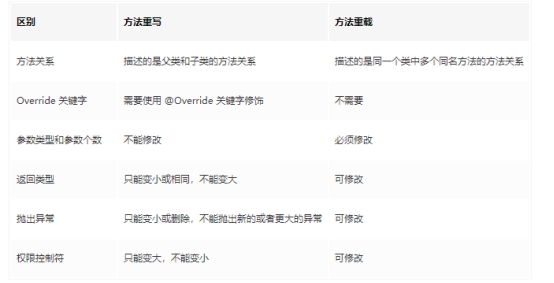 区别 方法重写 方法重载
方法关系 描述的是父类和子类的方法关系 描述的是同一个类中多个同名方法的方法关系
Override 关键字 需要使用 @Override 关键字修饰 不需要
参数类型和参数个数 不能修改 必须修改
返回类型 只能变小或相同，不能变大 可修改
抛出异常 只能变小或删除，不能抛出新的或者更大的异常 可修改
权限控制符 只能变大，不能变小 可修改